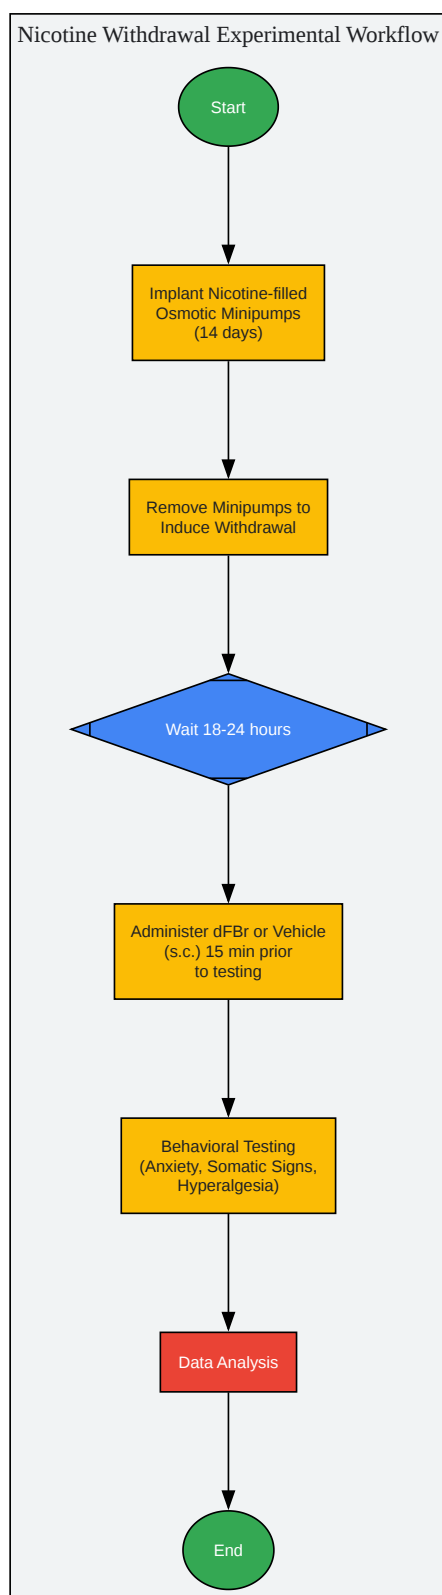 Nicotine Withdrawal Experimental Workflow
Start
Implant Nicotine-filled
Osmotic Minipumps
(14 days)
Remove Minipumps to
Induce Withdrawal
Wait 18-24 hours
Administer dFBr or Vehicle
(s.c.) 15 min prior
to testing
Behavioral Testing
(Anxiety, Somatic Signs,
Hyperalgesia)
Data Analysis
End